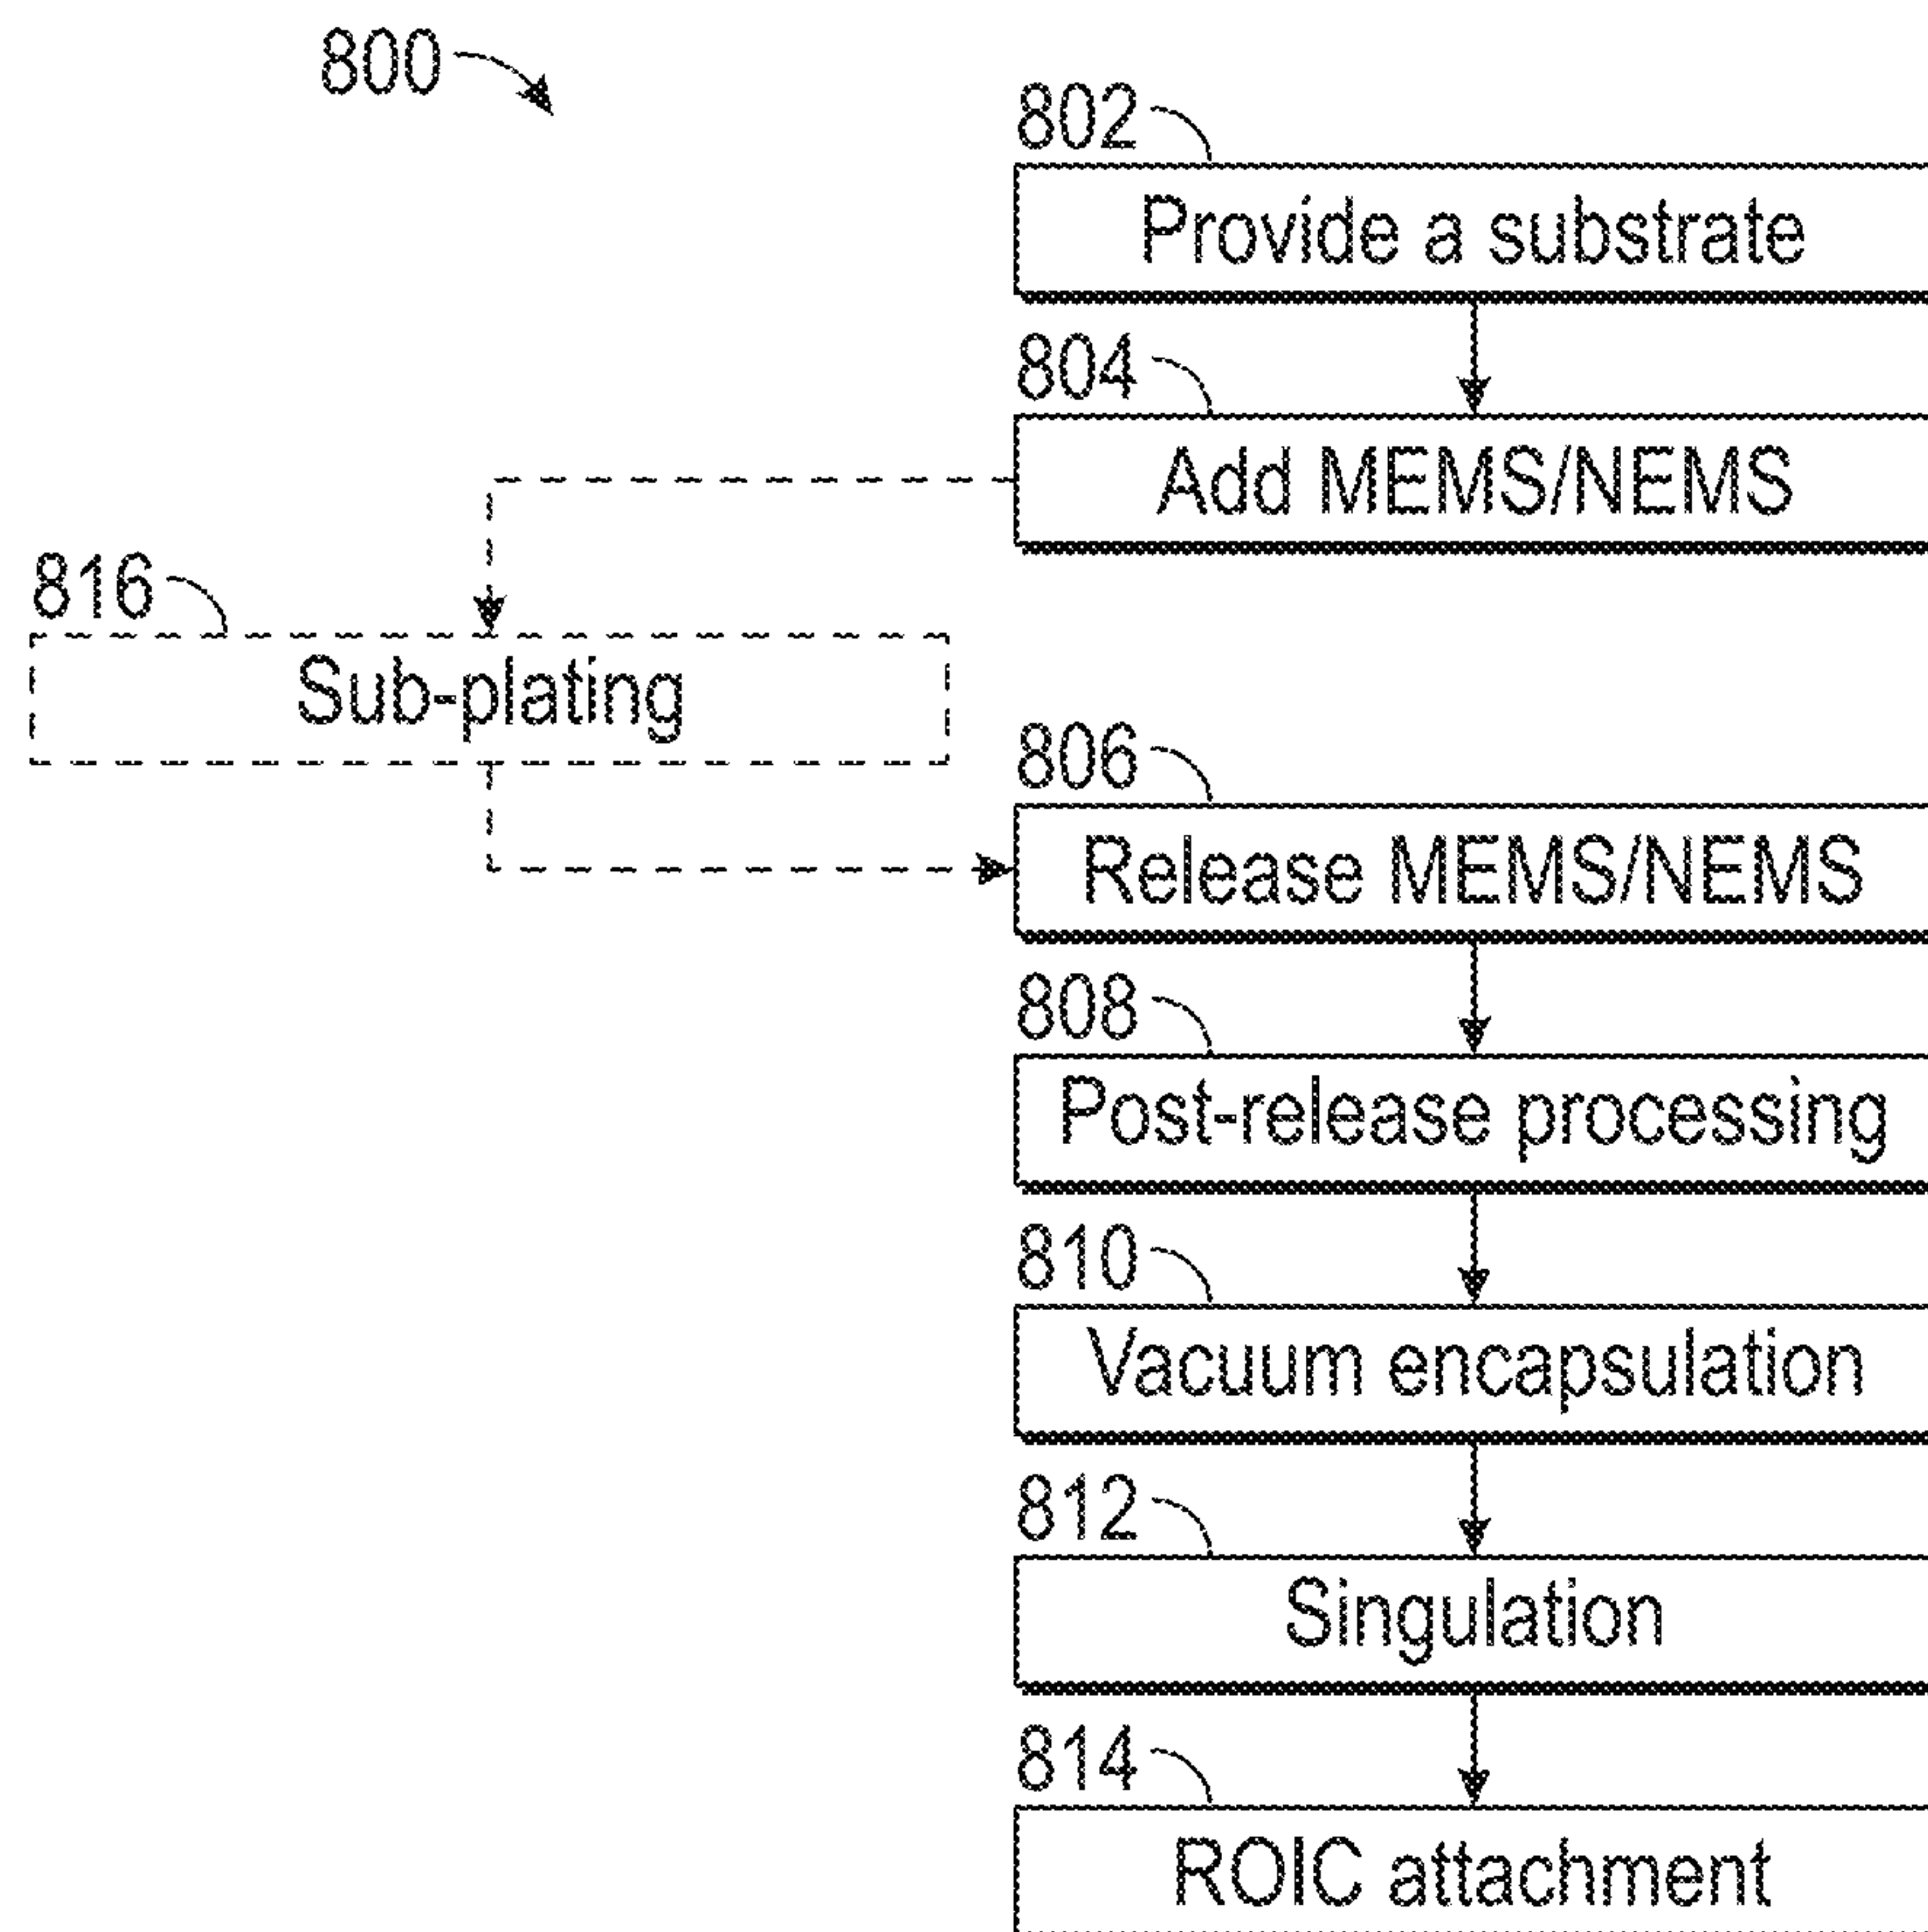 800
802
Provide a substrate
804
Add MEMS/NEMS
816
Sub-plating
806
Release MEMS/NEMS
808
Post-release processing
810
Vacuum encapsulation
812
Singulation
814
ROIC attachment